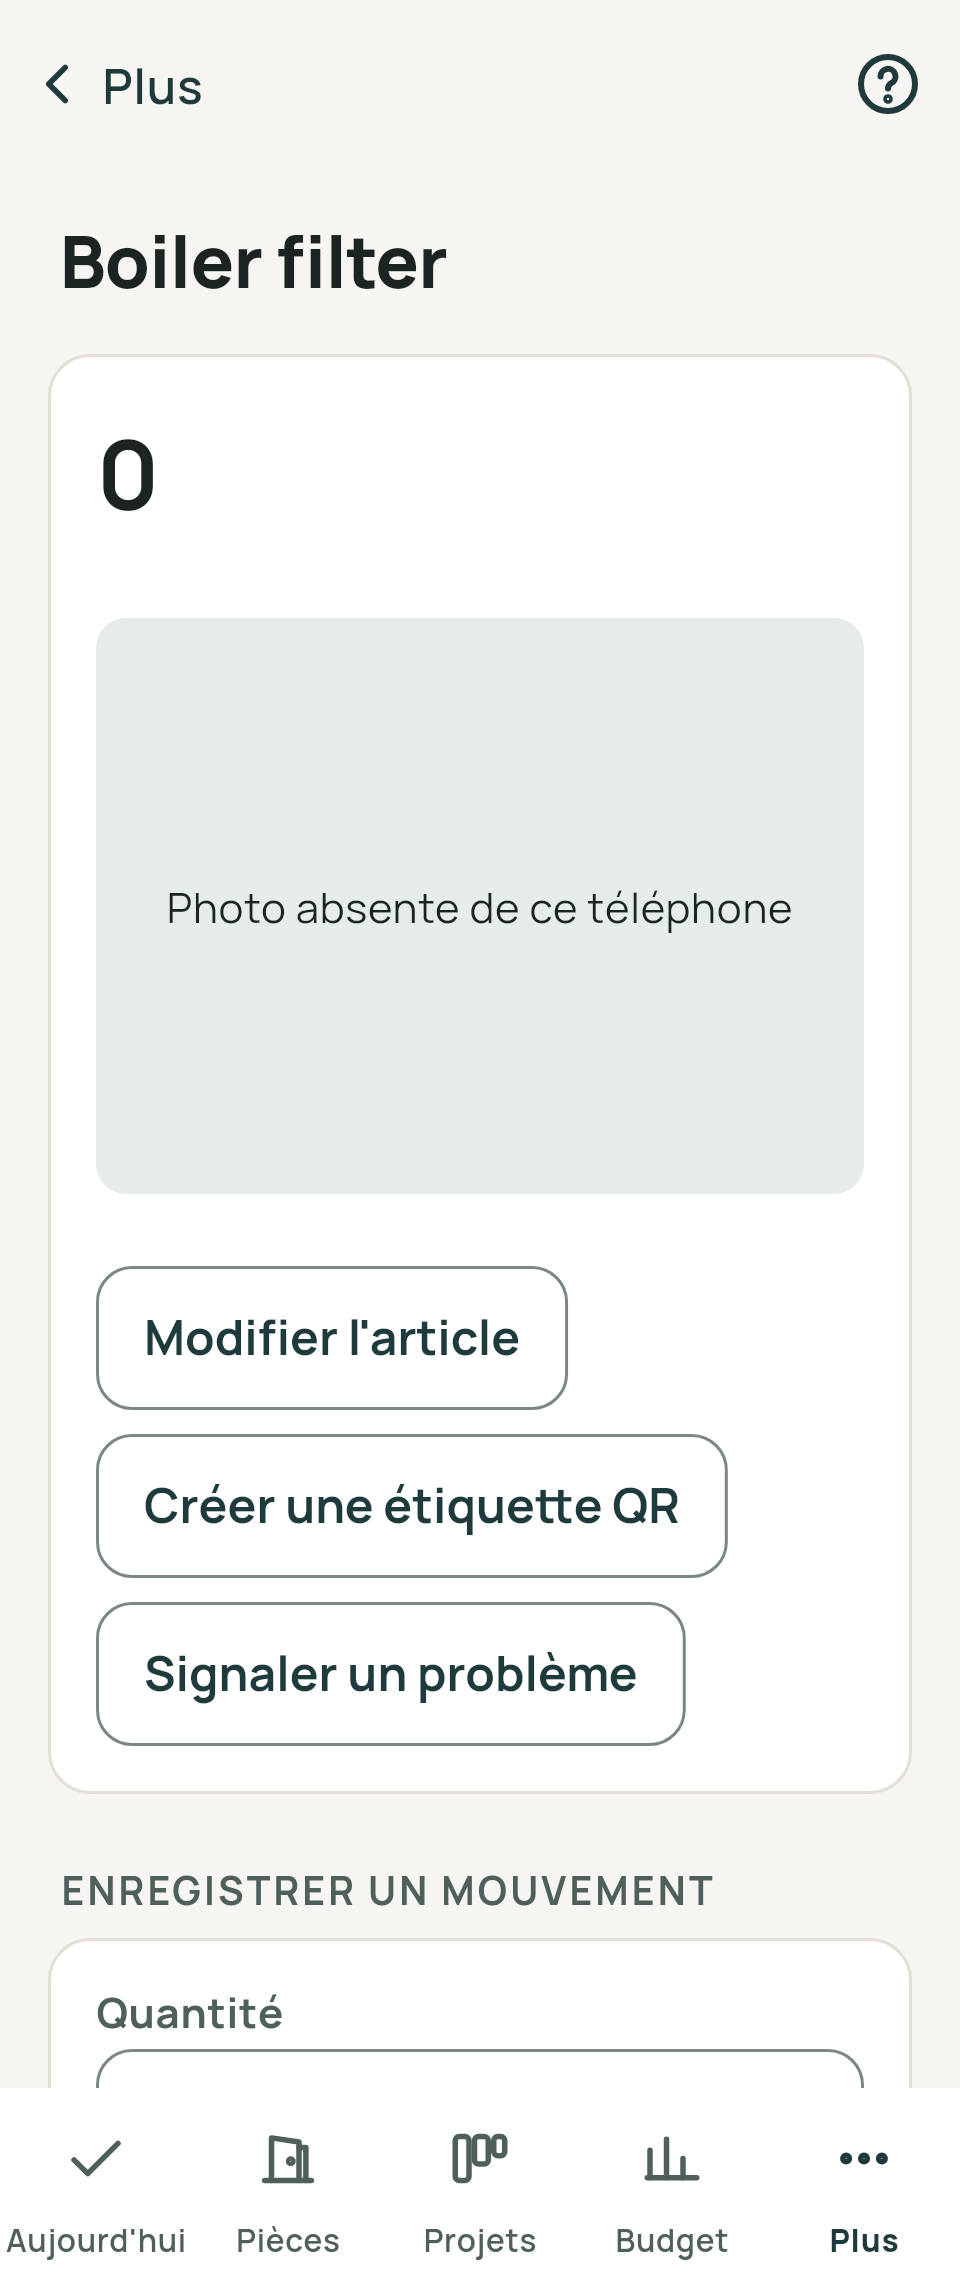 Plus
Boiler filter
0
Photo absente de ce téléphone
Modifier l'article
Créer une étiquette QR
Signaler un problème
ENREGISTRER UN MOUVEMENT
Quantité
Aujourd'hui
Pièces
Projets
Budget
Plus